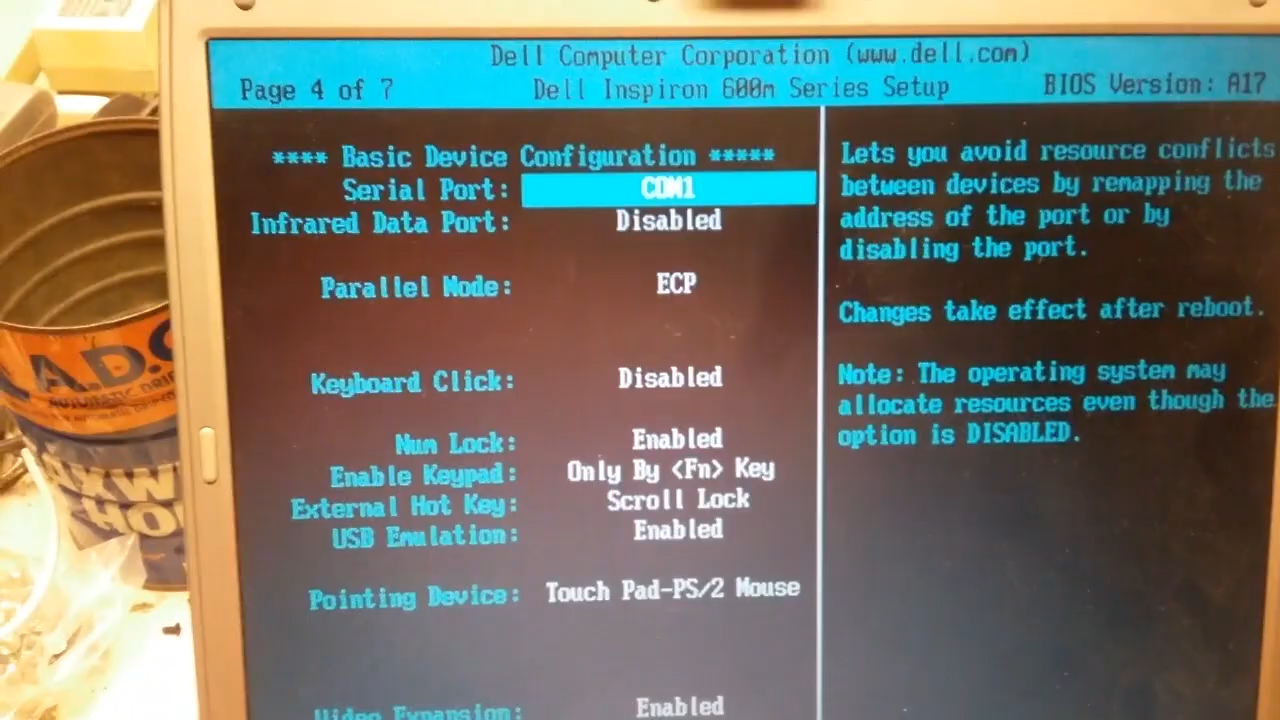 Dell Computer Corporation (www.dell.com)
Page 4 of 7 Dell Inspiron 600m Series Setup BIOS Version: A17
**** Basic Device Configuration *****
Serial Port: COM1
Infrared Data Port: Disabled
Parallel Mode: ECP
Keyboard Click: Disabled
Num Lock: Enabled
Enable Keypad: Only By <Fn> Key
External Hot Key: Scroll Lock
USB Emulation: Enabled
Pointing Device: Touch Pad-PS/2 Mouse
Video Expansion: Enabled
Lets you avoid resource conflicts
between devices by remapping the
address of the port or by
disabling the port.
Changes take effect after reboot.
Note: The operating system may
allocate resources even though the
option is DISABLED.
A.D.C
AUTOMATIC DRIP